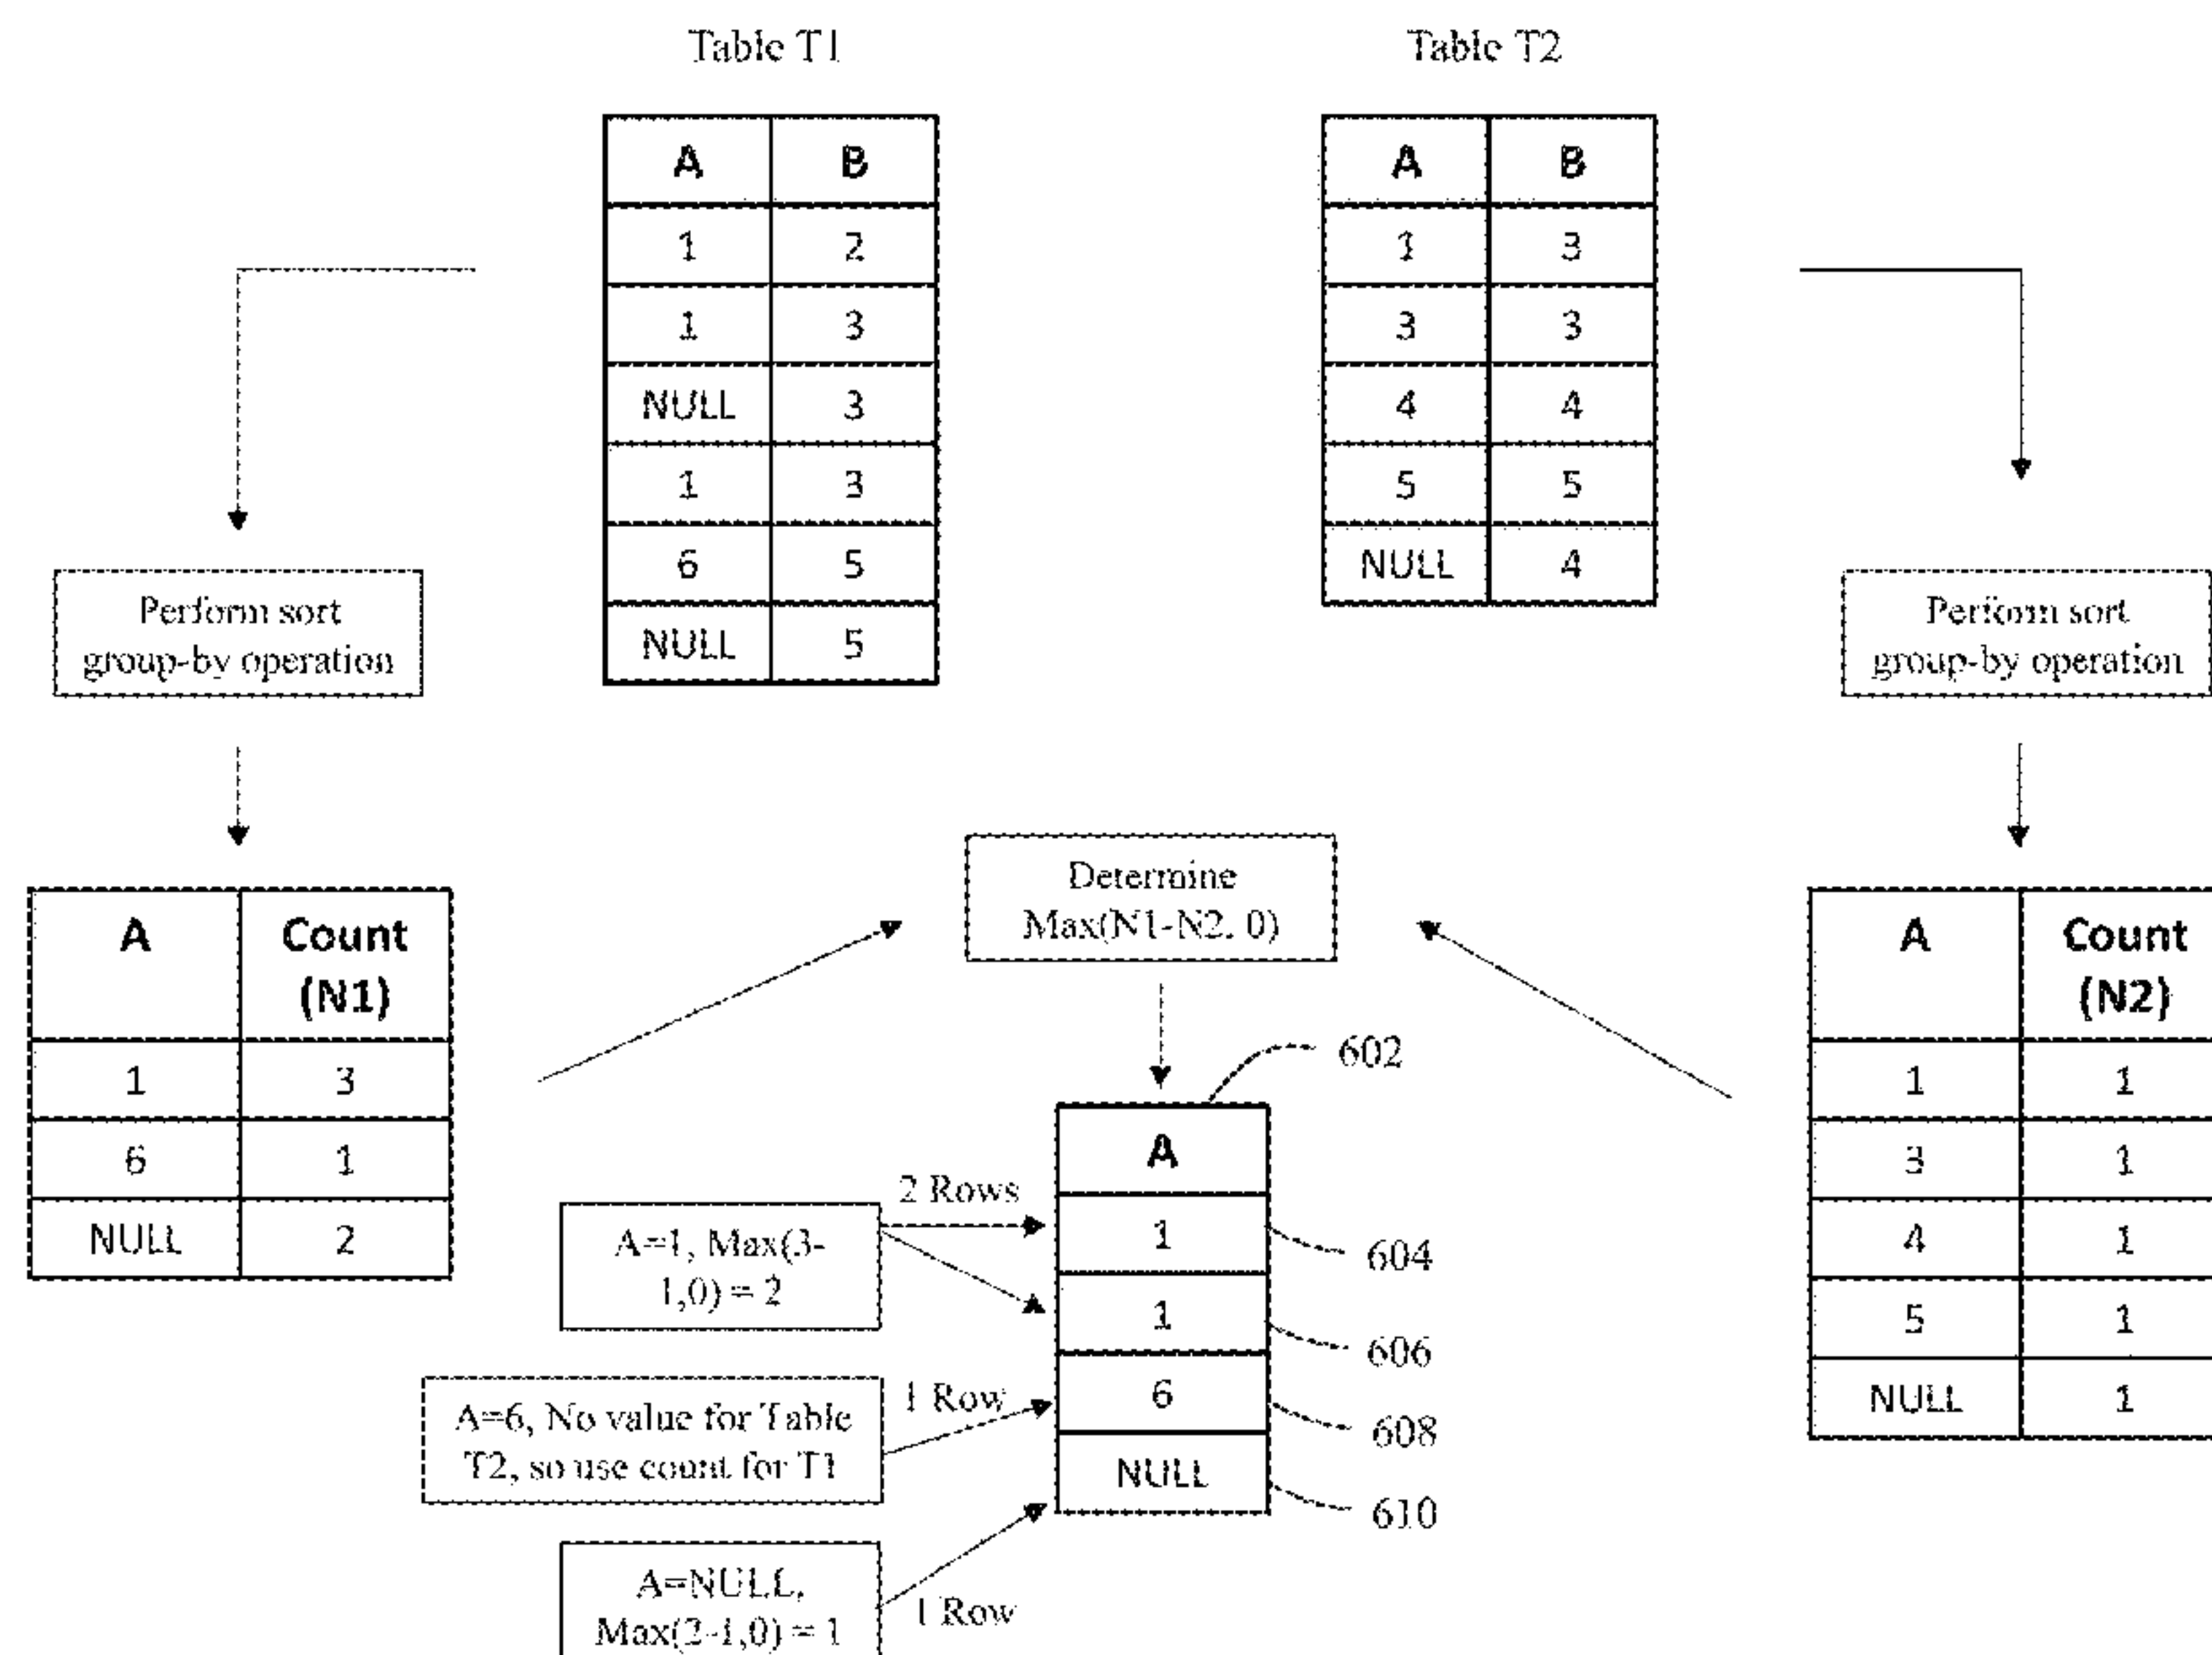 Table T1
Table T2
A B
1 2
1 3
NULL 3
1 3
6 5
NULL 5
A B
1 3
3 3
4 4
5 5
NULL 4
Perform sort
group-by operation
Perform sort
group-by operation
A Count
(N1)
1 3
6 1
NULL 2
Determine
Max(N1-N2, 0)
A Count
(N2)
1 1
3 1
4 1
5 1
NULL 1
602
A
1
1
6
NULL
604
606
608
610
2 Rows
A=1, Max(3-
1,0) = 2
1 Row
A=6, No value for Table
T2, so use count for T1
A=NULL,
Max(2-1,0) = 1
1 Row